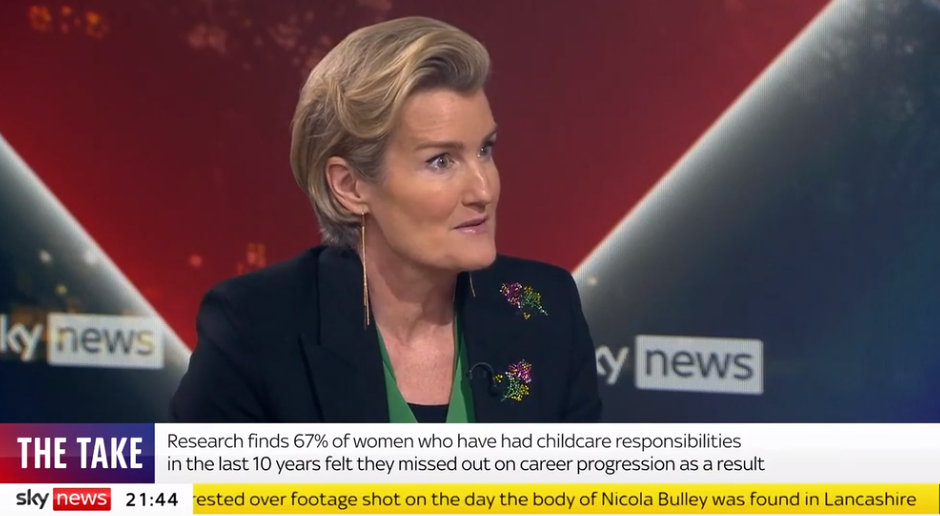 ky news
ky news
THE TAKE
Research finds 67% of women who have had childcare responsibilities
in the last 10 years felt they missed out on career progression as a result
sky news 21:44 rested over footage shot on the day the body of Nicola Bulley was found in Lancashire